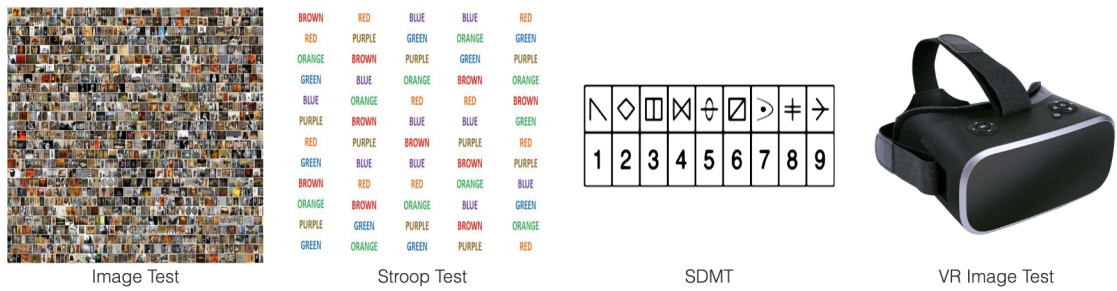 BROWN RED BLUE BLUE RED
RED PURPLE GREEN ORANGE GREEN
ORANGE BROWN PURPLE GREEN PURPLE
GREEN BLUE ORANGE BROWN ORANGE
BLUE ORANGE RED RED BROWN
PURPLE BROWN BLUE BLUE GREEN
RED PURPLE BROWN PURPLE RED
GREEN BLUE BLUE BROWN PURPLE
BROWN RED RED ORANGE BLUE
ORANGE BROWN ORANGE BLUE GREEN
PURPLE GREEN PURPLE BROWN ORANGE
GREEN ORANGE GREEN PURPLE RED
1 2 3 4 5 6 7 8 9
Image Test Stroop Test SDMT VR Image Test